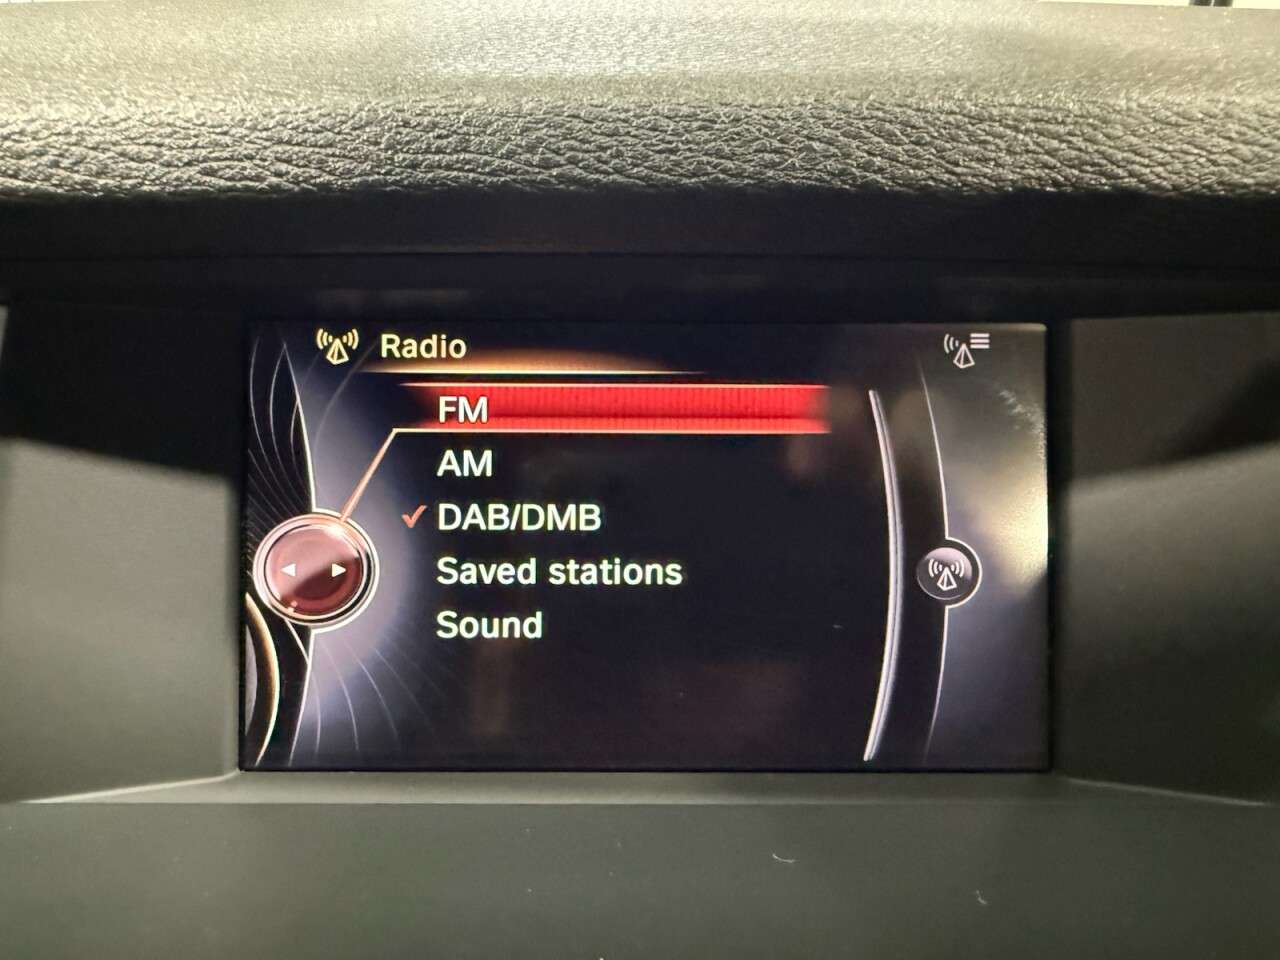 Radio
FM
AM
DAB/DMB
Saved stations
Sound